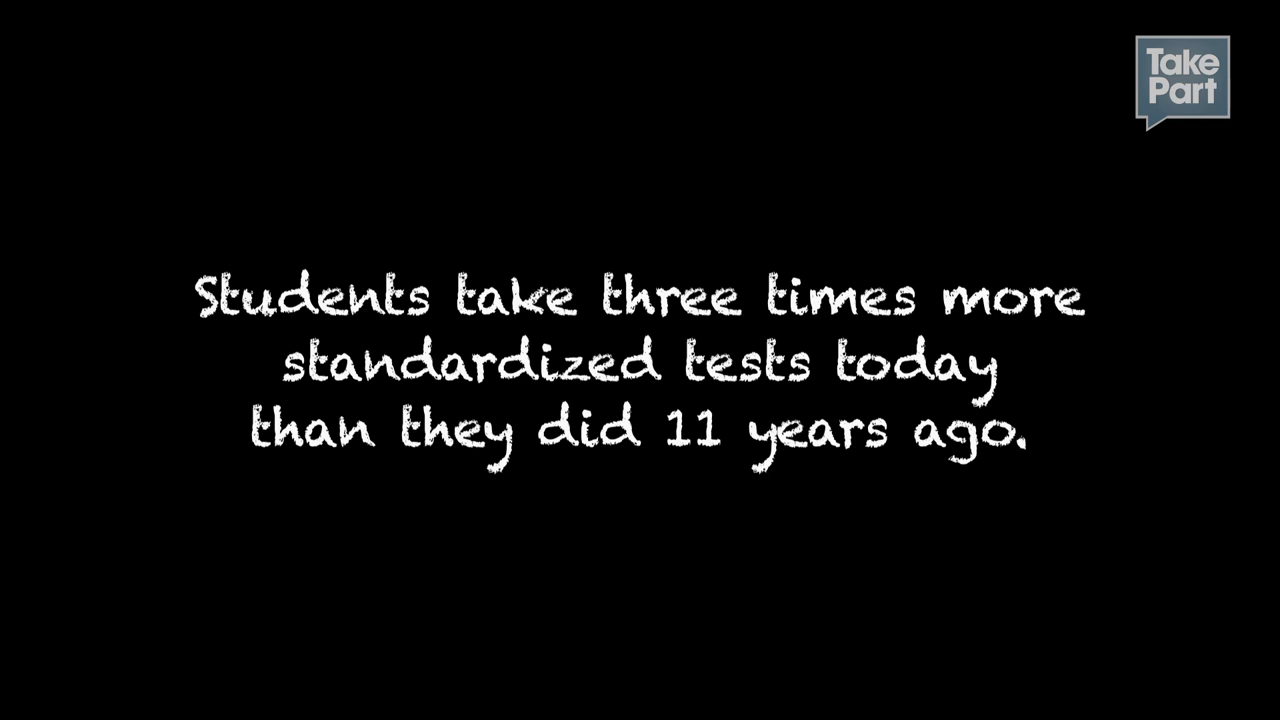 Take
Part
Students take three times more
standardized tests today
than they did 11 years ago.